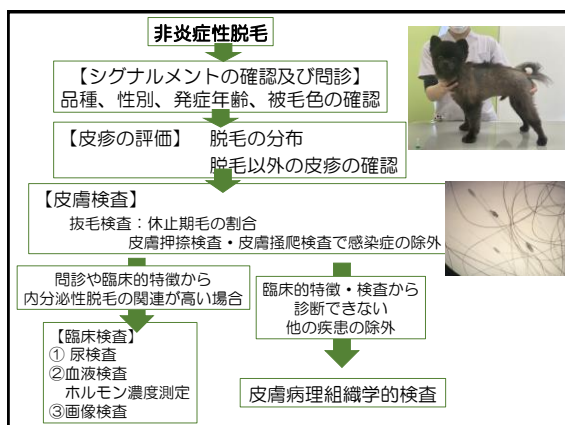 非炎症性脱毛
【シグナルメントの確認及び問診】
品種、性別、発症年齢、被毛色の確認
【皮疹の評価】 脱毛の分布
脱毛以外の皮疹の確認
【皮膚検査】
抜毛検査：休止期毛の割合
皮膚押捺検査・皮膚掻爬検査で感染症の除外
問診や臨床的特徴から
内分泌性脱毛の関連が高い場合
臨床的特徴・検査から
診断できない
他の疾患の除外
【臨床検査】
① 尿検査
②血液検査
ホルモン濃度測定
③画像検査
皮膚病理組織学的検査